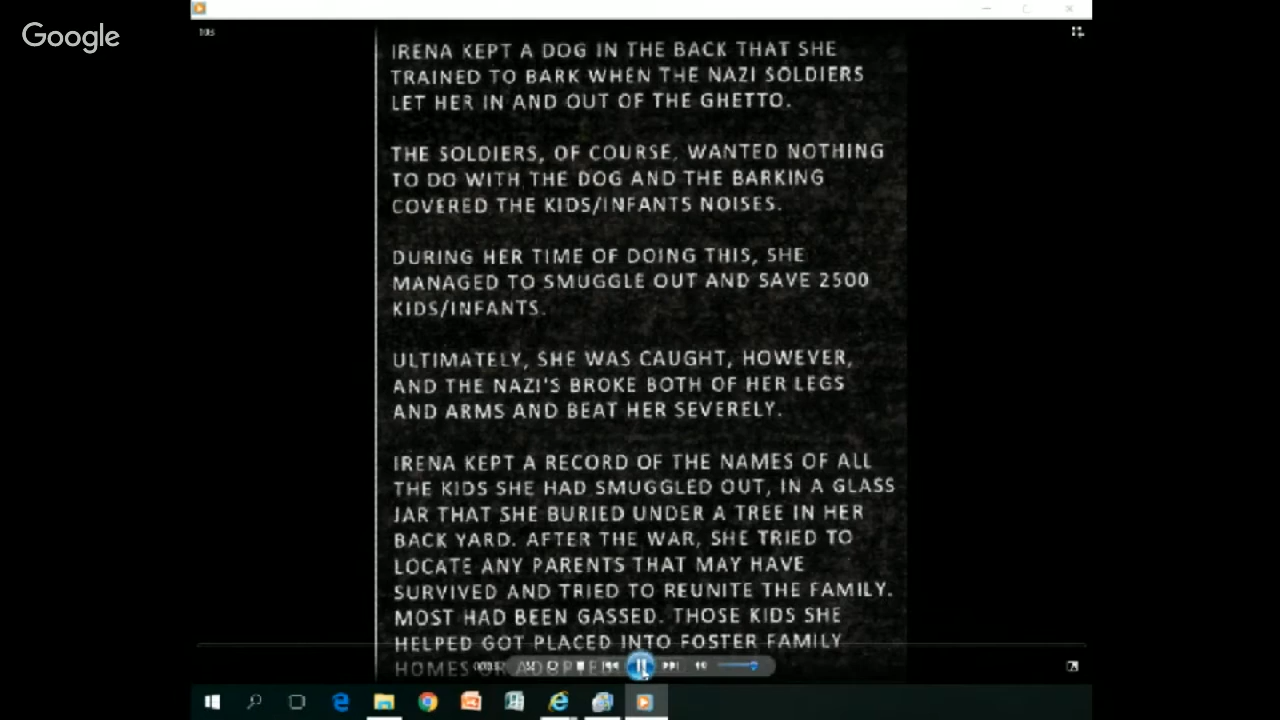 Google
IRENA KEPT A DOG IN THE BACK THAT SHE
TRAINED TO BARK WHEN THE NAZI SOLDIERS
LET HER IN AND OUT OF THE GHETTO.
THE SOLDIERS, OF COURSE, WANTED NOTHING
TO DO WITH THE DOG AND THE BARKING
COVERED THE KIDS/INFANTS NOISES.
DURING HER TIME OF DOING THIS, SHE
MANAGED TO SMUGGLE OUT AND SAVE 2500
KIDS/INFANTS.
ULTIMATELY, SHE WAS CAUGHT, HOWEVER,
AND THE NAZI'S BROKE BOTH OF HER LEGS
AND ARMS AND BEAT HER SEVERELY.
IRENA KEPT A RECORD OF THE NAMES OF ALL
THE KIDS SHE HAD SMUGGLED OUT, IN A GLASS
JAR THAT SHE BURIED UNDER A TREE IN HER
BACK YARD. AFTER THE WAR, SHE TRIED TO
LOCATE ANY PARENTS THAT MAY HAVE
SURVIVED AND TRIED TO REUNITE THE FAMILY.
MOST HAD BEEN GASSED. THOSE KIDS SHE
HELPED GOT PLACED INTO FOSTER FAMILY
HOMES OR